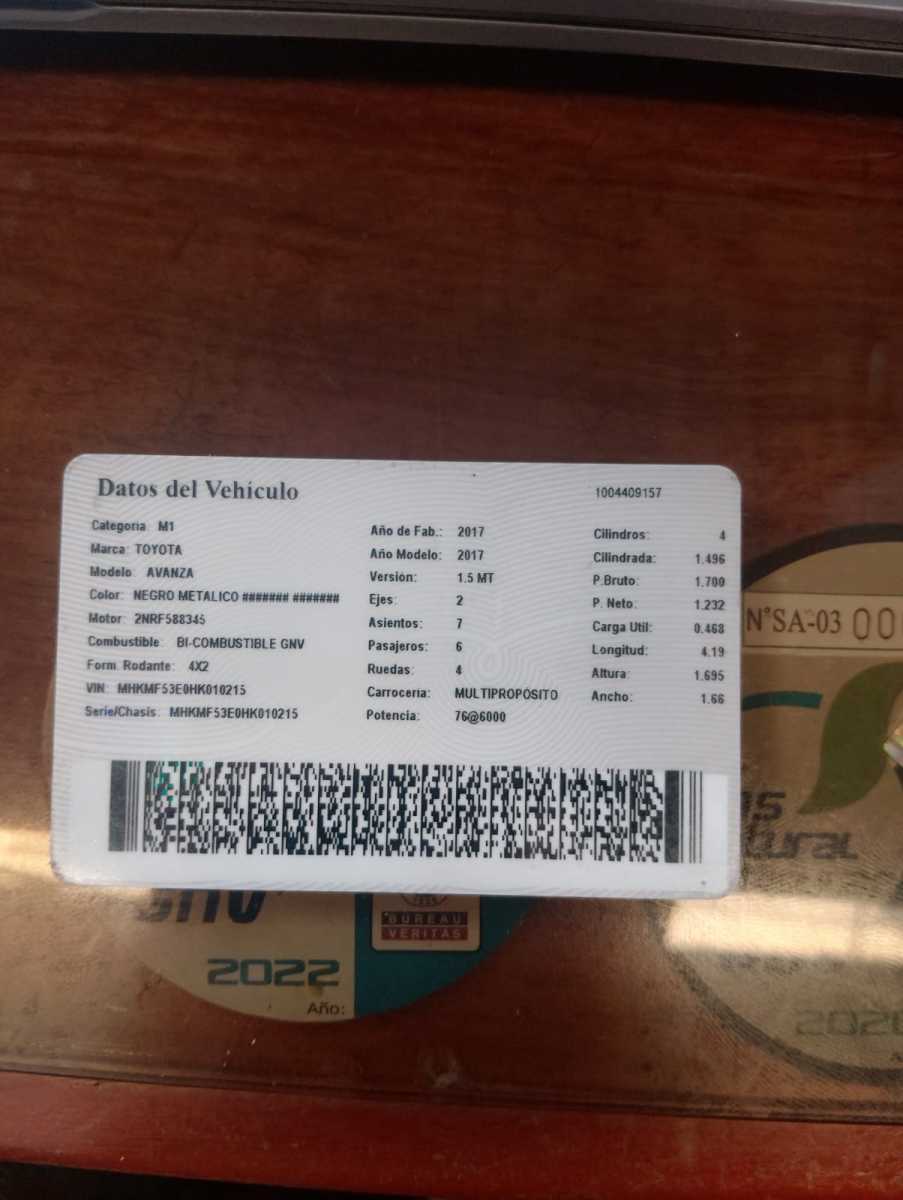 Datos del Vehiculo
1004409157
Categoria: M1
Marca: TOYOTA
Modelo: AVANZA
Color: NEGRO METALICO ####### #######
Motor: 2NRF588345
Combustible: BI-COMBUSTIBLE GNV
Form. Rodante: 4X2
VIN: MHKMF53E0HK010215
Serie/Chasis: MHKMF53E0HK010215
Año de Fab.: 2017
Año Modelo: 2017
Versión: 1.5 MT
Ejes: 2
Asientos: 7
Pasajeros: 6
Ruedas: 4
Carroceria: MULTIPROPOSITO
Potencia: 76@6000
Cilindros: 4
Cilindrada: 1.496
P.Bruto: 1.700
P. Neto: 1.232
Carga Util: 0.468
Longitud: 4.19
Altura: 1.695
Ancho: 1.66
N°SA-03 00
gnv
BUREAU
VERITAS
2022
Año: